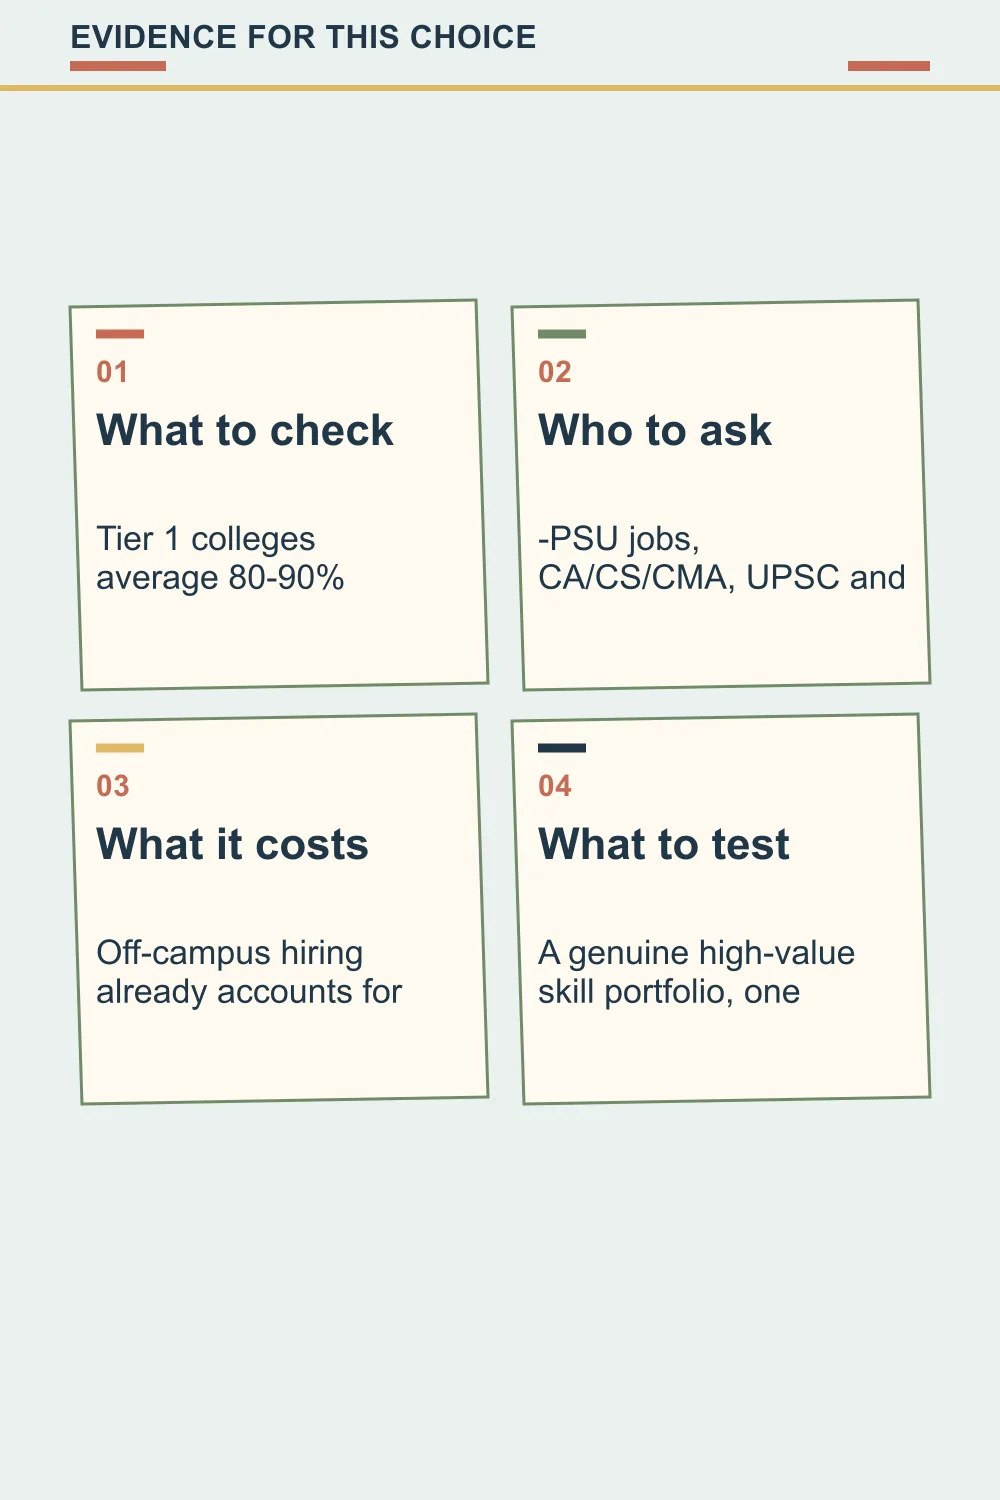 EVIDENCE FOR THIS CHOICE
01
What to check
Tier 1 colleges
average 80-90%
02
Who to ask
-PSU jobs,
CA/CS/CMA, UPSC and
03
What it costs
Off-campus hiring
already accounts for
04
What to test
A genuine high-value
skill portfolio, one